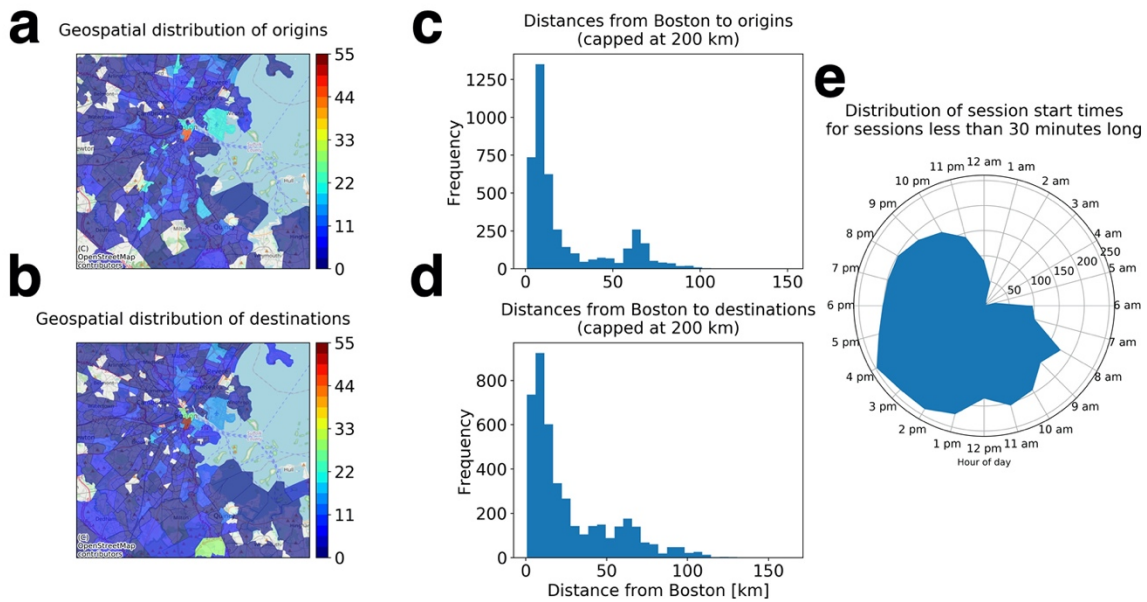 a
Geospatial distribution of origins
55
44
33
22
11
0
(C)
OpenStreetMap
contributors
b
Geospatial distribution of destinations
55
44
33
22
11
0
(C)
OpenStreetMap
contributors
c
Distances from Boston to origins
(capped at 200 km)
Frequency
1250
1000
750
500
250
0
0 50 100 150
d
Distances from Boston to destinations
(capped at 200 km)
Frequency
800
600
400
200
0
0 50 100 150
Distance from Boston [km]
e
Distribution of session start times
for sessions less than 30 minutes long
12 am
1 am
2 am
3 am
4 am
5 am
6 am
7 am
8 am
9 am
10 am
11 am
12 pm
1 pm
2 pm
3 pm
4 pm
5 pm
6 pm
7 pm
8 pm
9 pm
10 pm
11 pm
50
100
150
200
250
Hour of day